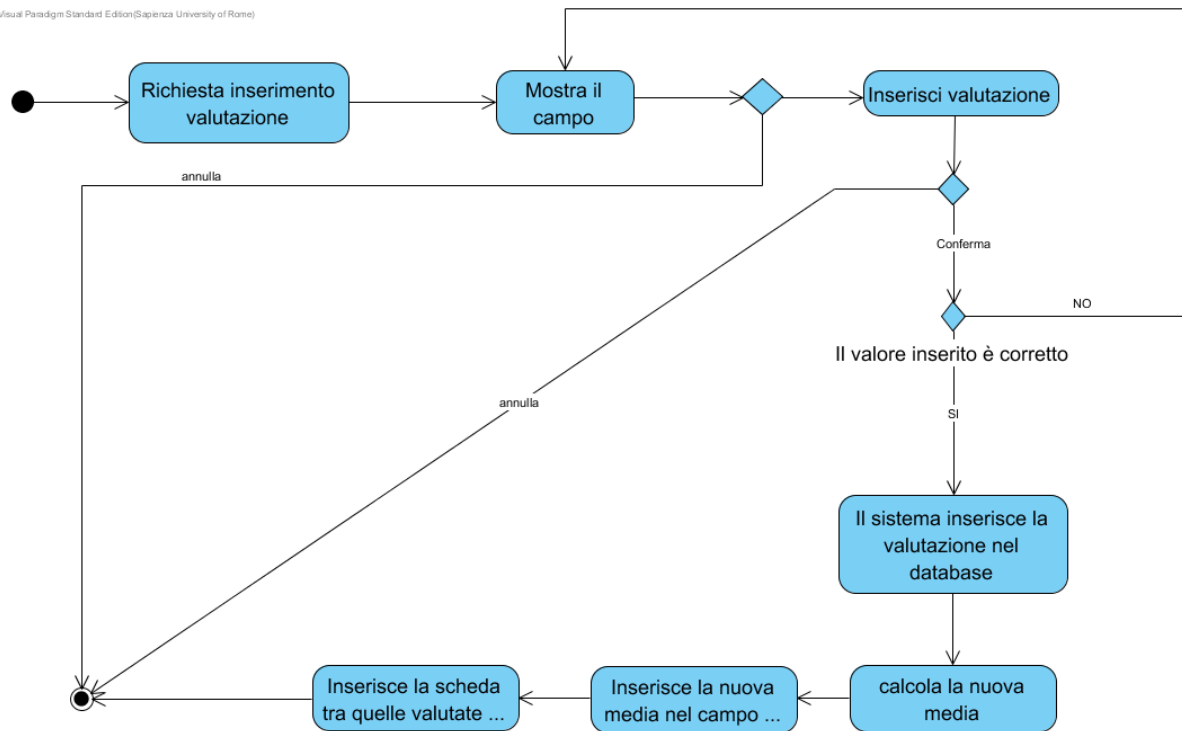 Visual Paradigm Standard Edition(Sapienza University of Rome)
Richiesta inserimento
valutazione
Mostra il
campo
Inserisci valutazione
annulla
Conferma
NO
Il valore inserito è corretto
annulla
SI
Il sistema inserisce la
valutazione nel
database
calcola la nuova
media
Inserisce la nuova
media nel campo ...
Inserisce la scheda
tra quelle valutate ...